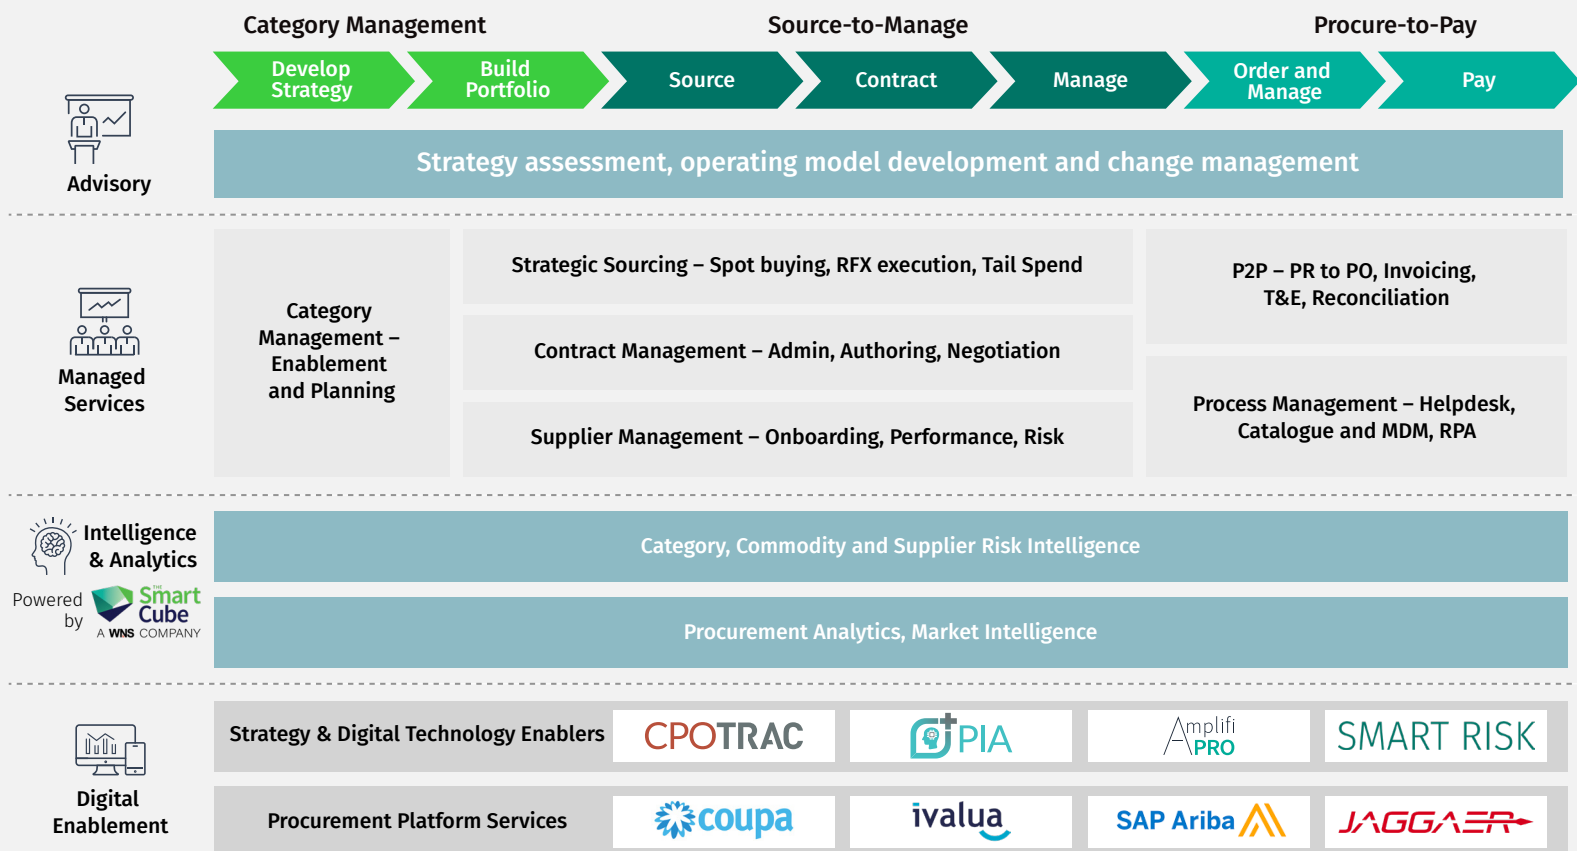 Category Management
Source-to-Manage
Procure-to-Pay
Develop
Strategy
Build
Portfolio
Source
Contract
Manage
Order and
Manage
Pay
Advisory
Strategy assessment, operating model development and change management
Managed
Services
Category
Management –
Enablement
and Planning
Strategic Sourcing – Spot buying, RFX execution, Tail Spend
Contract Management – Admin, Authoring, Negotiation
Supplier Management – Onboarding, Performance, Risk
P2P – PR to PO, Invoicing,
T&E, Reconciliation
Process Management – Helpdesk,
Catalogue and MDM, RPA
Intelligence
& Analytics
Powered
by
THE
Smart
Cube
A WNS COMPANY
Category, Commodity and Supplier Risk Intelligence
Procurement Analytics, Market Intelligence
Digital
Enablement
Strategy & Digital Technology Enablers
CPOTRAC
PIA
Amplifi
PRO
SMART RISK
Procurement Platform Services
coupa
ivalua
SAP Ariba
JAGGAER